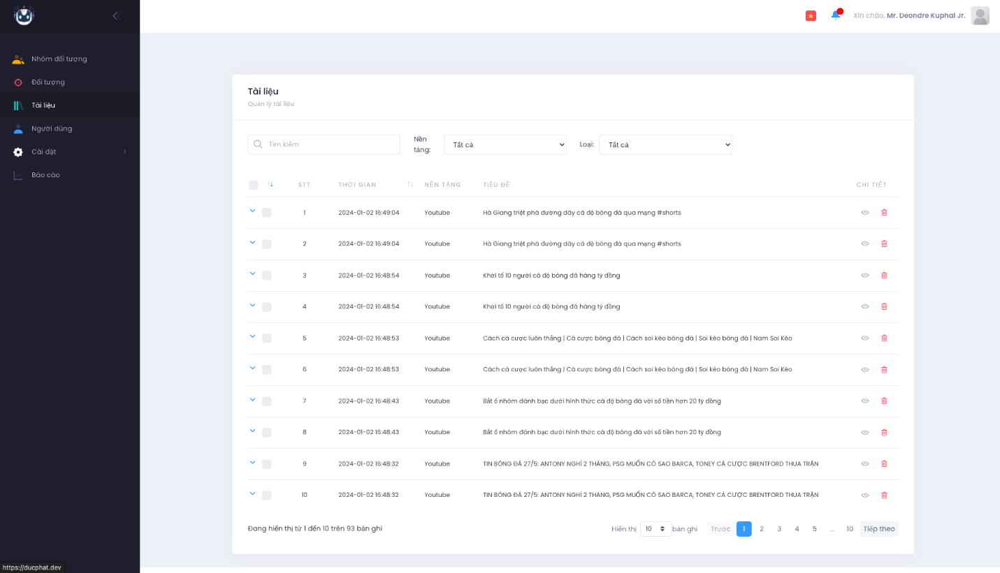 Xin chào, Mr. Deondre Kuphal Jr.
Nhóm đối tượng
Đối tượng
Tài liệu
Người dùng
Cài đặt
Báo cáo
Tài liệu
Quản lý tài liệu
Tìm kiếm
Nền tảng:
Tất cả
Loại:
Tất cả
STT THỜI GIAN NỀN TẢNG TIÊU ĐỀ CHI TIẾT
1 2024-01-02 16:49:04 Youtube Hà Giang triệt phá đường dây cá độ bóng đá qua mạng #shorts
2 2024-01-02 16:49:04 Youtube Hà Giang triệt phá đường dây cá độ bóng đá qua mạng #shorts
3 2024-01-02 16:48:54 Youtube Khởi tố 10 người cá độ bóng đá hàng tỷ đồng
4 2024-01-02 16:48:54 Youtube Khởi tố 10 người cá độ bóng đá hàng tỷ đồng
5 2024-01-02 16:48:53 Youtube Cách cá cược luôn thắng | Cá cược bóng đá | Cách soi kèo bóng đá | Soi kèo bóng đá | Nam Soi Kèo
6 2024-01-02 16:48:53 Youtube Cách cá cược luôn thắng | Cá cược bóng đá | Cách soi kèo bóng đá | Soi kèo bóng đá | Nam Soi Kèo
7 2024-01-02 16:48:43 Youtube Bắt ổ nhóm đánh bạc dưới hình thức cá độ bóng đá với số tiền hơn 20 tỷ đồng
8 2024-01-02 16:48:43 Youtube Bắt ổ nhóm đánh bạc dưới hình thức cá độ bóng đá với số tiền hơn 20 tỷ đồng
9 2024-01-02 16:48:32 Youtube TIN BÓNG ĐÁ 27/5: ANTONY NGHỈ 2 THÁNG, PSG MUỐN CÓ SAO BARCA, TONEY CÁ CƯỢC BRENTFORD THUA TRẬN
10 2024-01-02 16:48:32 Youtube TIN BÓNG ĐÁ 27/5: ANTONY NGHỈ 2 THÁNG, PSG MUỐN CÓ SAO BARCA, TONEY CÁ CƯỢC BRENTFORD THUA TRẬN
Đang hiển thị từ 1 đến 10 trên 93 bản ghi
Hiển thị 10 bản ghi
Trước 1 2 3 4 5 ... 10 Tiếp theo
https://ducphat.dev